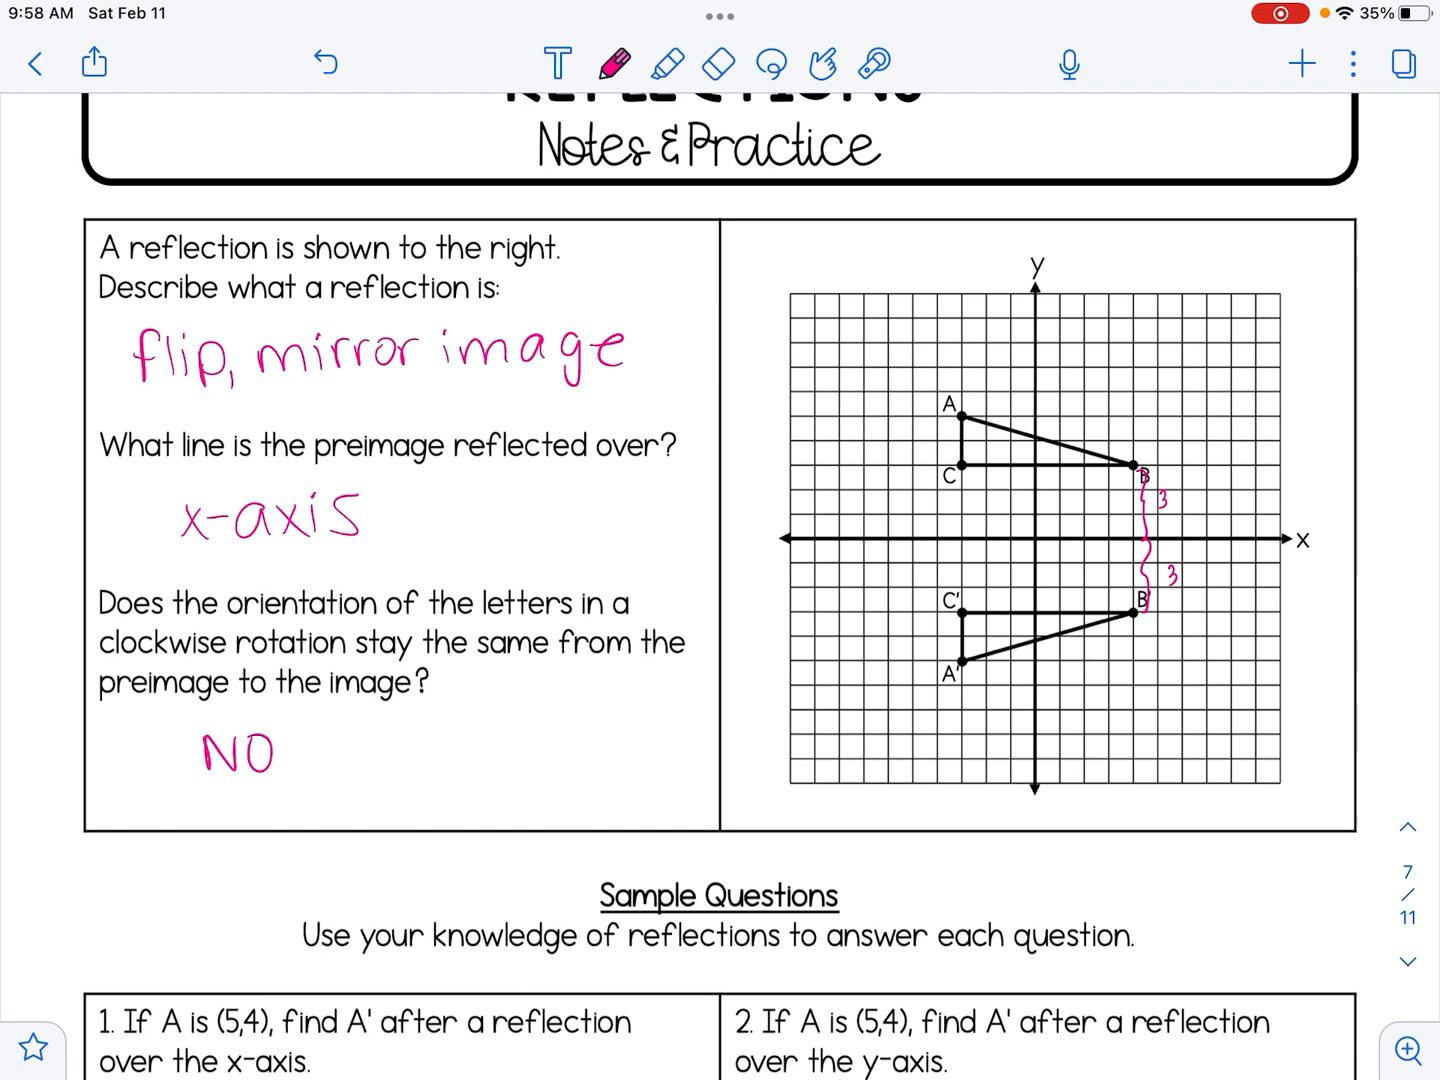 9:58 AM Sat Feb 11
35%
REFLECTIONS
Notes & Practice
A reflection is shown to the right.
Describe what a reflection is:
flip, mirror image
What line is the preimage reflected over?
x-axis
Does the orientation of the letters in a
clockwise rotation stay the same from the
preimage to the image?
NO
y
A
C
B
3
x
3
C'
B'
A'
7
/
11
Sample Questions
Use your knowledge of reflections to answer each question.
1. If A is (5,4), find A' after a reflection
over the x-axis.
2. If A is (5,4), find A' after a reflection
over the y-axis.